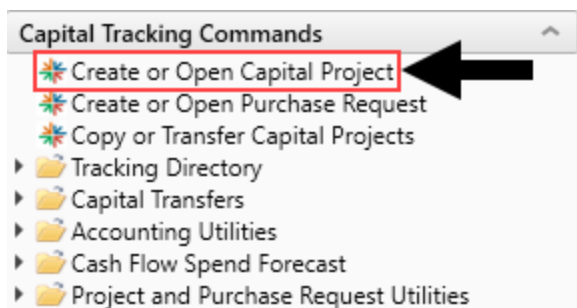 Capital Tracking Commands
Create or Open Capital Project
Create or Open Purchase Request
Copy or Transfer Capital Projects
Tracking Directory
Capital Transfers
Accounting Utilities
Cash Flow Spend Forecast
Project and Purchase Request Utilities